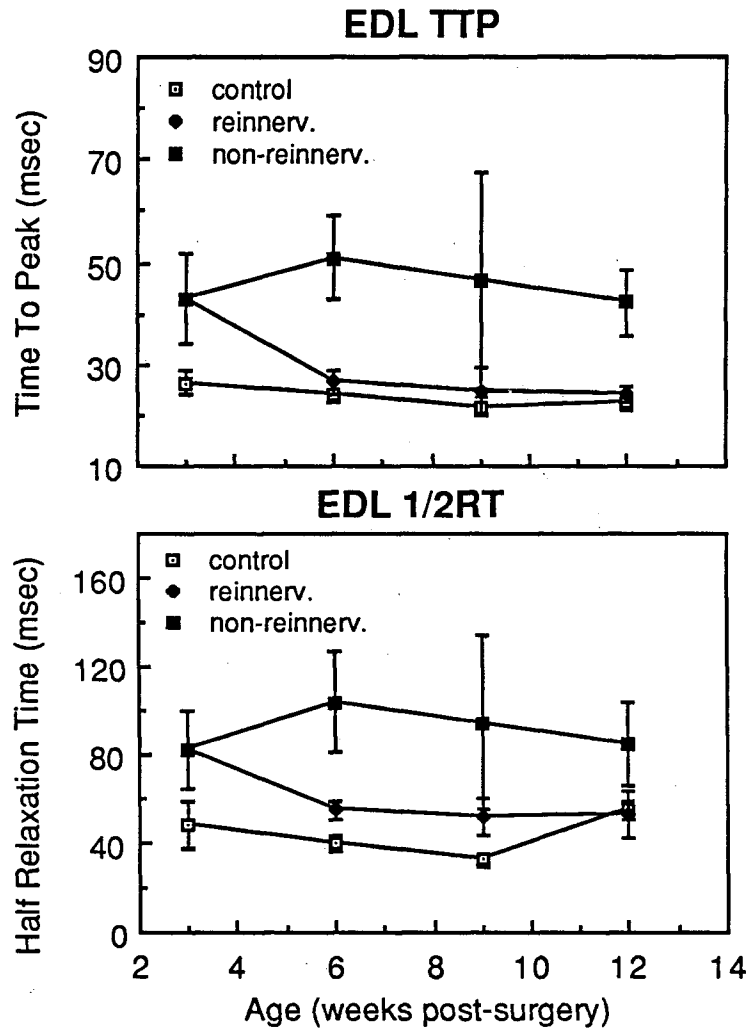 EDL TTP
90
70
50
30
10
Time To Peak (msec)
control
reinnerv.
non-reinnerv.
EDL 1/2RT
160
120
80
40
0
Half Relaxation Time (msec)
control
reinnerv.
non-reinnerv.
2 4 6 8 10 12 14
Age (weeks post-surgery)